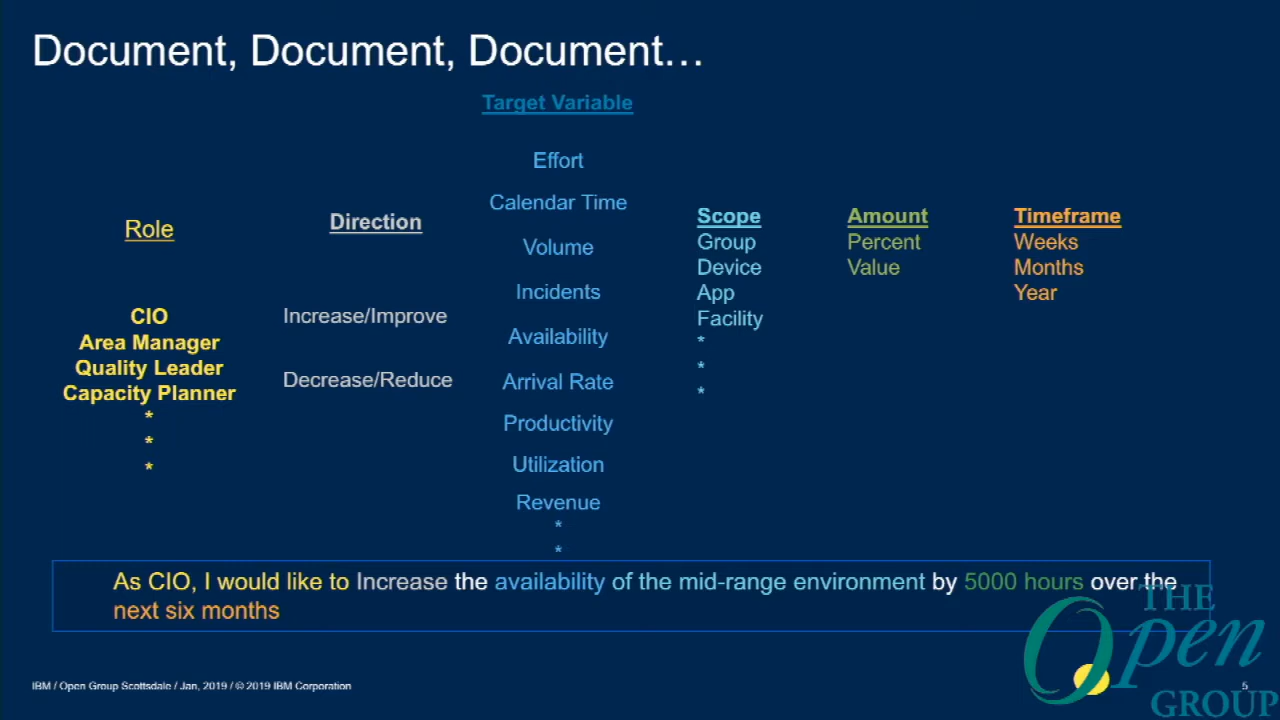 Document, Document, Document…
Target Variable
Effort
Calendar Time
Volume
Incidents
Availability
Arrival Rate
Productivity
Utilization
Revenue
*
*
Role
CIO
Area Manager
Quality Leader
Capacity Planner
*
*
*
Direction
Increase/Improve
Decrease/Reduce
Scope
Group
Device
App
Facility
*
*
*
Amount
Percent
Value
Timeframe
Weeks
Months
Year
As CIO, I would like to Increase the availability of the mid-range environment by 5000 hours over the
next six months
IBM / Open Group Scottsdale / Jan, 2019 / © 2019 IBM Corporation
5
THE
Open
GROUP